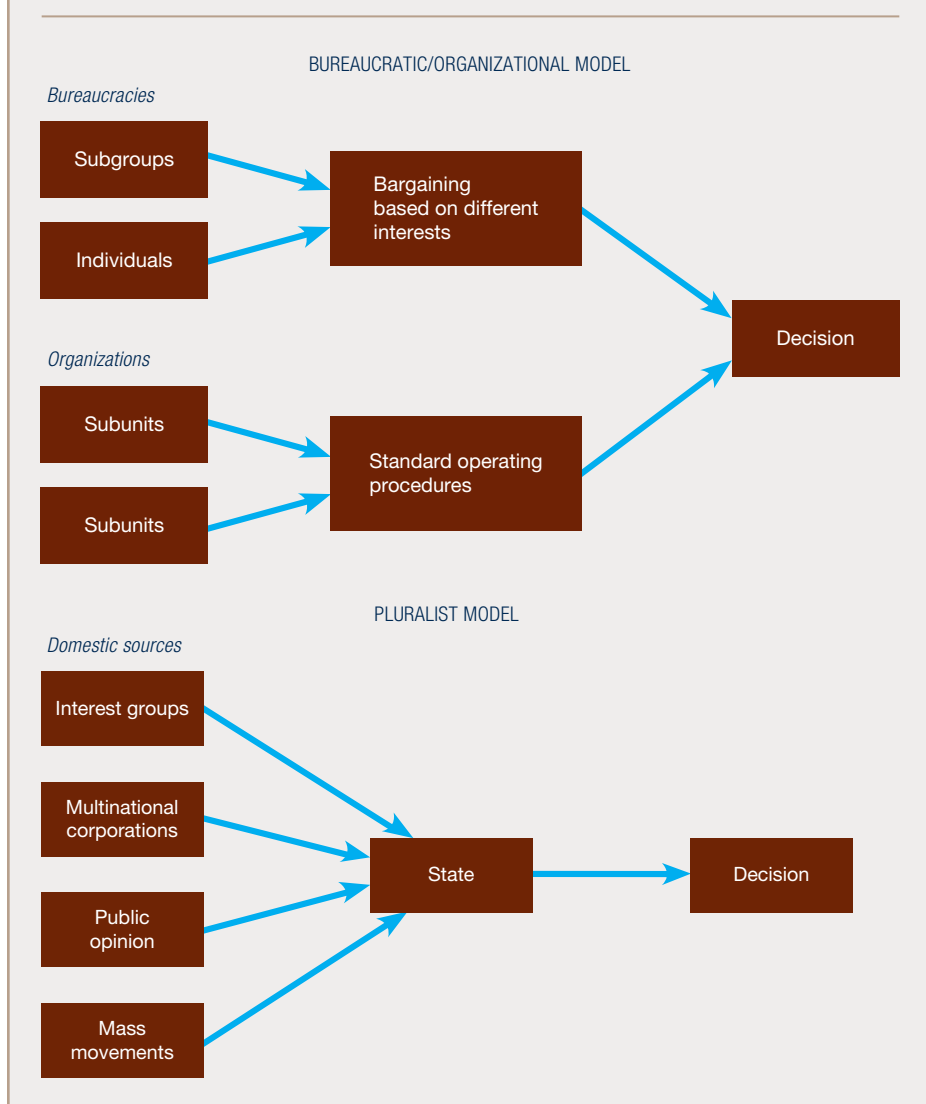 BUREAUCRATIC/ORGANIZATIONAL MODEL
Bureaucracies
Subgroups
Individuals
Bargaining
based on different
interests
Decision
Organizations
Subunits
Subunits
Standard operating
procedures
PLURALIST MODEL
Domestic sources
Interest groups
Multinational
corporations
Public
opinion
Mass
movements
State
Decision